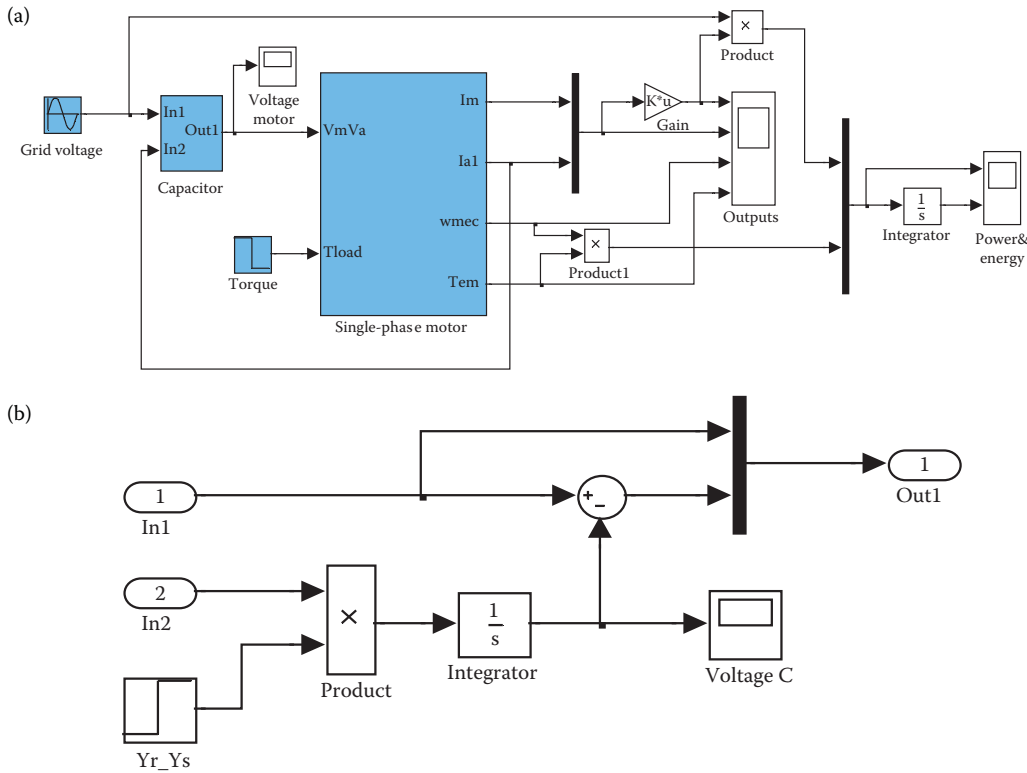 (a)
×
Product
Voltage
motor
Im
K*u
Gain
In1
Out1
In2
VmVa
Grid voltage
Ia1
Capacitor
Outputs
1
s
Integrator
Power&
energy
wmec
×
Product1
Tload
Torque
Tem
Single-phase motor
(b)
1
Out1
1
In1
+
–
2
In2
×
Product
1
s
Integrator
Voltage C
Yr_Ys